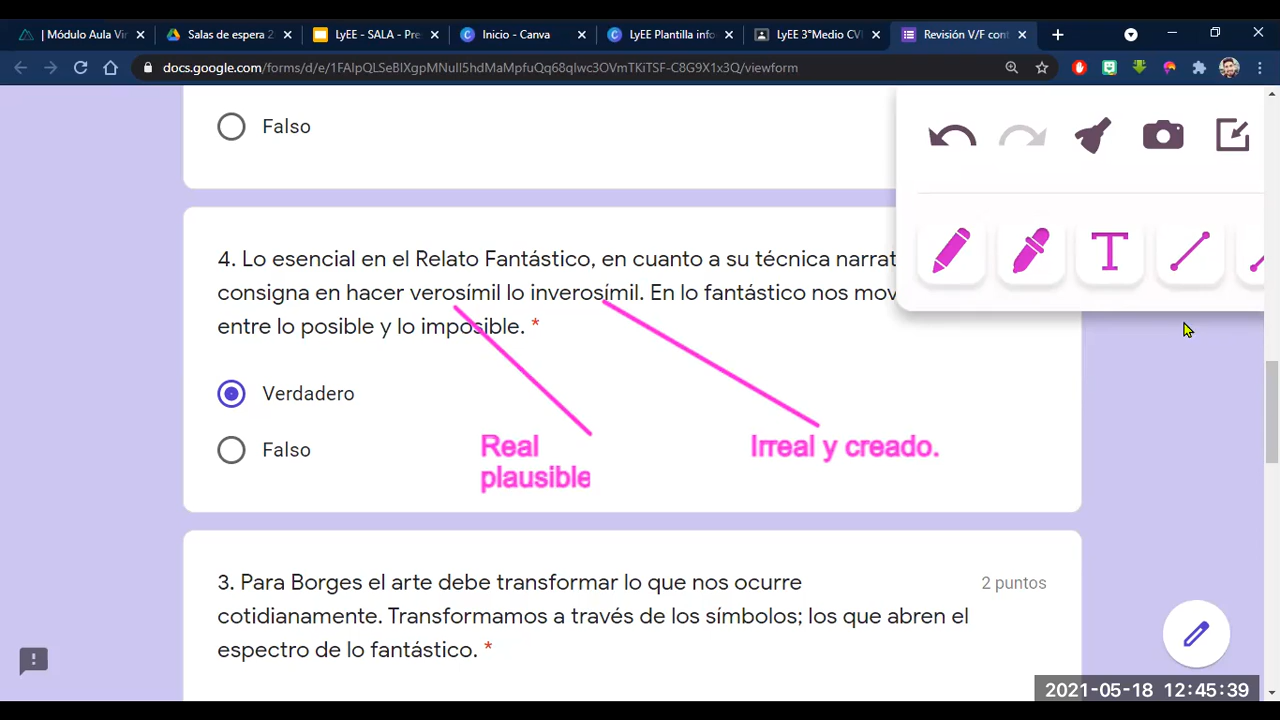 | Módulo Aula Vir
Salas de espera 2
LyEE - SALA - Pre
Inicio - Canva
LyEE Plantilla info
LyEE 3°Medio CVI
Revisión V/F cont
docs.google.com/forms/d/e/1FAIpQLSeBIXgpMNuIl5hdMaMpfuQq68qlwc3OVmTKiTSF-C8G9X1x3Q/viewform
Falso
4. Lo esencial en el Relato Fantástico, en cuanto a su técnica narrat
consigna en hacer verosímil lo inverosímil. En lo fantástico nos mov
entre lo posible y lo imposible. *
Verdadero
Falso
Real
plausible
Irreal y creado.
3. Para Borges el arte debe transformar lo que nos ocurre
2 puntos
cotidianamente. Transformamos a través de los símbolos; los que abren el
espectro de lo fantástico. *
2021-05-18 12:45:39